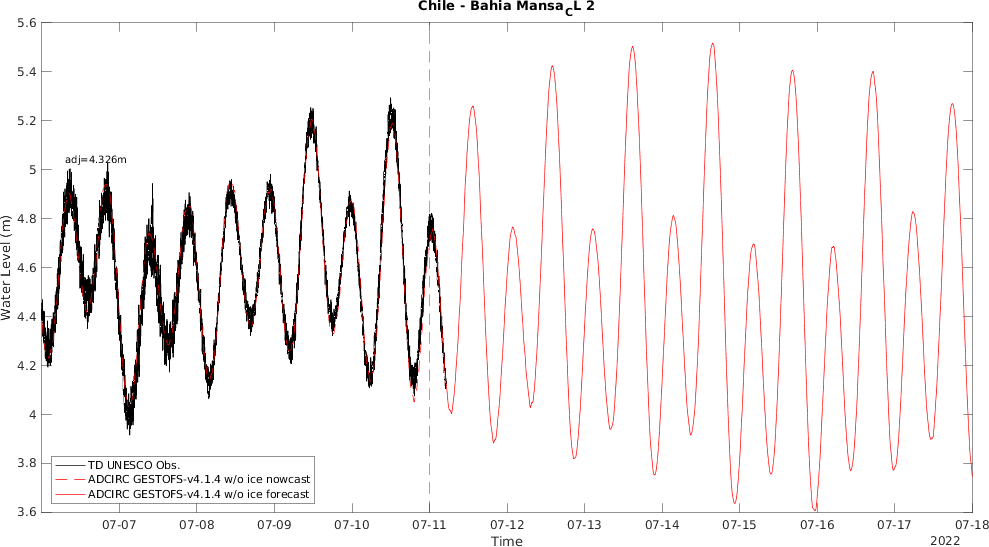 Chile - Bahia MansaCL 2
5.6
5.4
5.2
5
4.8
4.6
4.4
4.2
4
3.8
3.6
Water Level (m)
adj=4.326m
TD UNESCO Obs.
ADCIRC GESTOFS-v4.1.4 w/o ice nowcast
ADCIRC GESTOFS-v4.1.4 w/o ice forecast
07-07 07-08 07-09 07-10 07-11 07-12 07-13 07-14 07-15 07-16 07-17 07-18
Time
2022